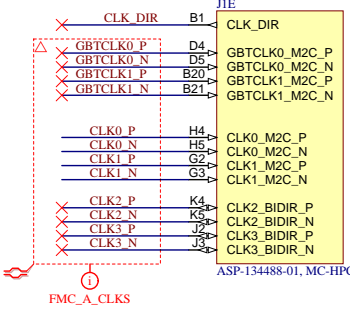 J1E
CLK_DIR B1 CLK_DIR
GBTCLK0_P D4 GBTCLK0_M2C_P
GBTCLK0_N D5 GBTCLK0_M2C_N
GBTCLK1_P B20 GBTCLK1_M2C_P
GBTCLK1_N B21 GBTCLK1_M2C_N
CLK0_P H4 CLK0_M2C_P
CLK0_N H5 CLK0_M2C_N
CLK1_P G2 CLK1_M2C_P
CLK1_N G3 CLK1_M2C_N
CLK2_P K4 CLK2_BIDIR_P
CLK2_N K5 CLK2_BIDIR_N
CLK3_P J2 CLK3_BIDIR_P
CLK3_N J3 CLK3_BIDIR_N
ASP-134488-01, MC-HPC
i
FMC_A_CLKS